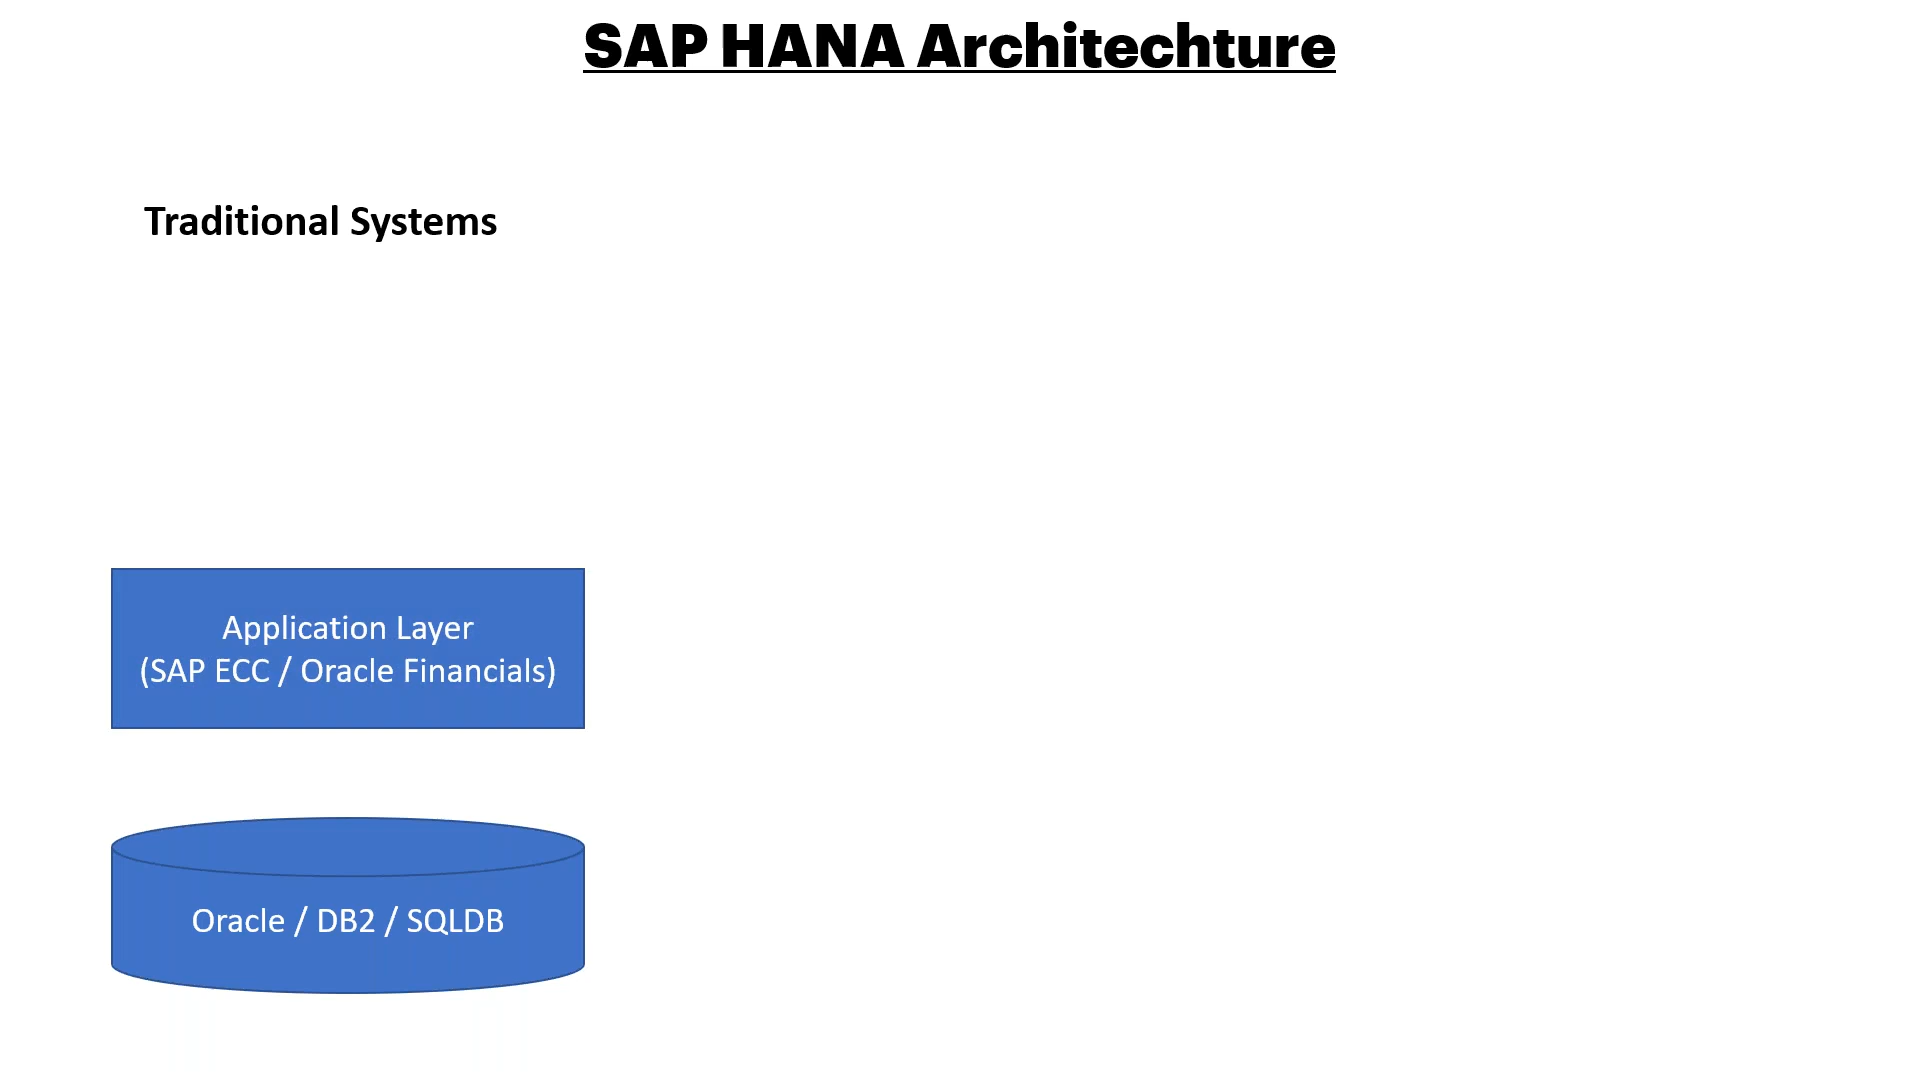 SAP HANA Architechture
Traditional Systems
Application Layer
(SAP ECC / Oracle Financials)
Oracle / DB2 / SQLDB